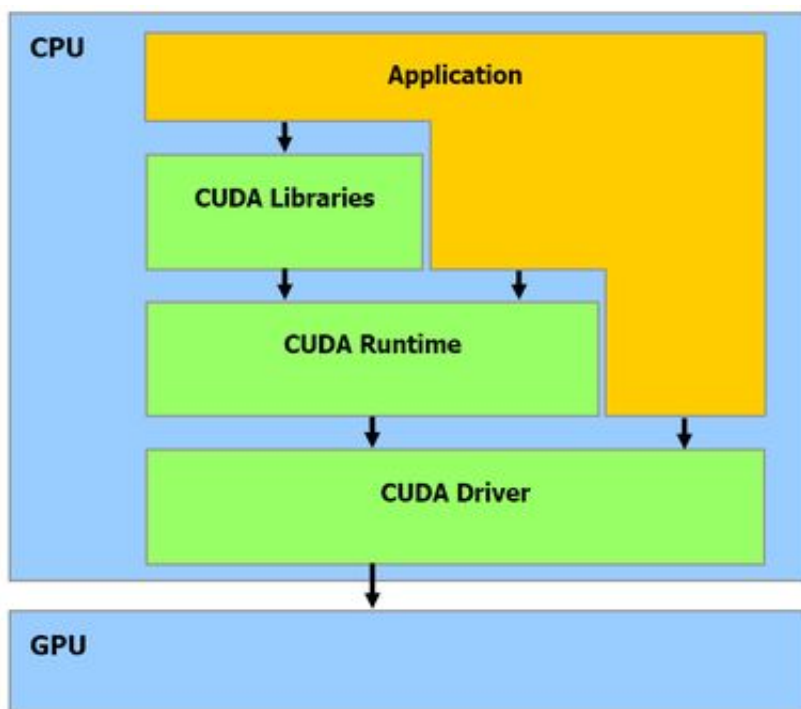 CPU
Application
CUDA Libraries
CUDA Runtime
CUDA Driver
GPU